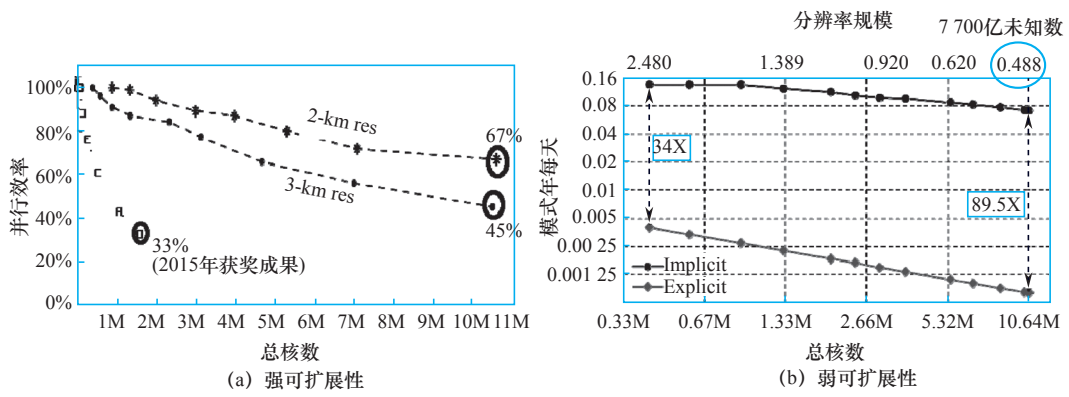 100%
80%
60%
40%
20%
0%
并行效率
2-km res
67%
3-km res
45%
33%
(2015年获奖成果)
1M 2M 3M 4M 5M 6M 7M 8M 9M 10M 11M
总核数
(a) 强可扩展性
分辨率规模
7 700亿未知数
2.480 1.389 0.920 0.620 0.488
0.16
0.08
0.04
0.02
0.01
0.005
0.00 25
0.001 25
模式年每天
34X
89.5X
Implicit
Explicit
0.33M 0.67M 1.33M 2.66M 5.32M 10.64M
总核数
(b) 弱可扩展性